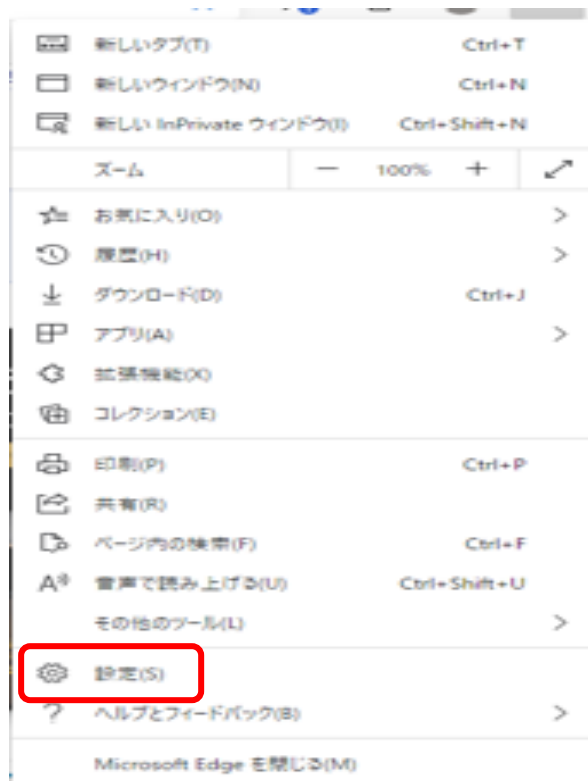 新しいタブ(T) Ctrl+T
新しいウィンドウ(N) Ctrl+N
新しい InPrivate ウィンドウ(I) Ctrl+Shift+N
ズーム — 100% +
お気に入り(O)
履歴(H)
ダウンロード(D) Ctrl+J
アプリ(A)
拡張機能(X)
コレクション(E)
印刷(P) Ctrl+P
共有(R)
ページ内の検索(F) Ctrl+F
音声で読み上げる(U) Ctrl+Shift+U
その他のツール(L)
設定(S)
ヘルプとフィードバック(B)
Microsoft Edge を閉じる(M)